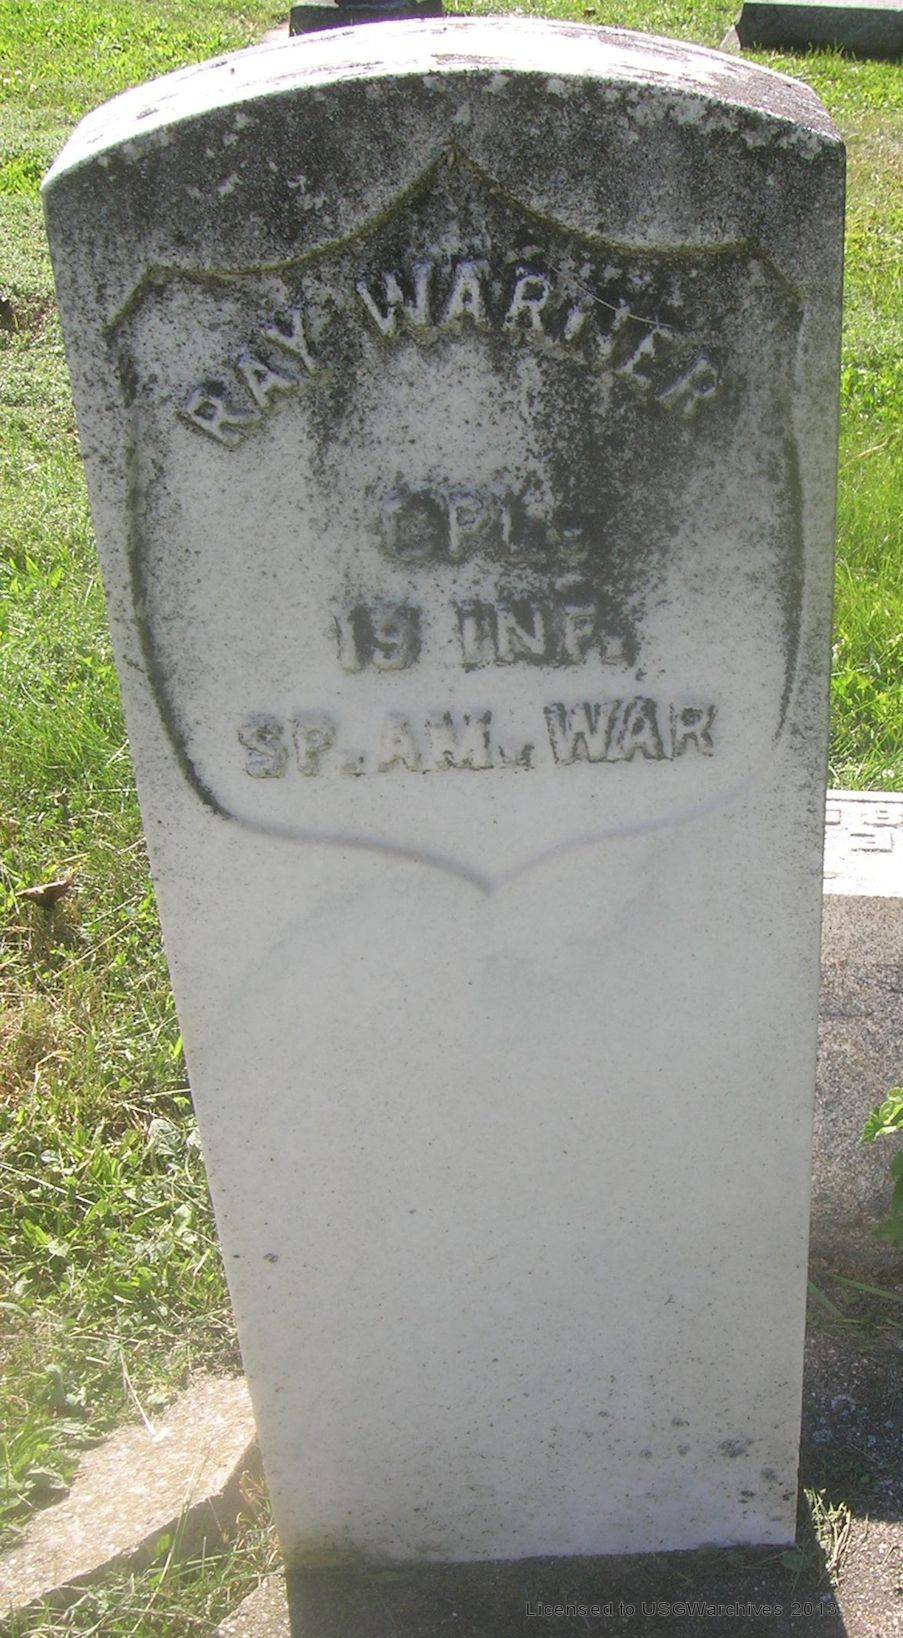 RAY WARNER
CPL.
19 INF.
SP. AM. WAR
Licensed to USGWarchives 2013